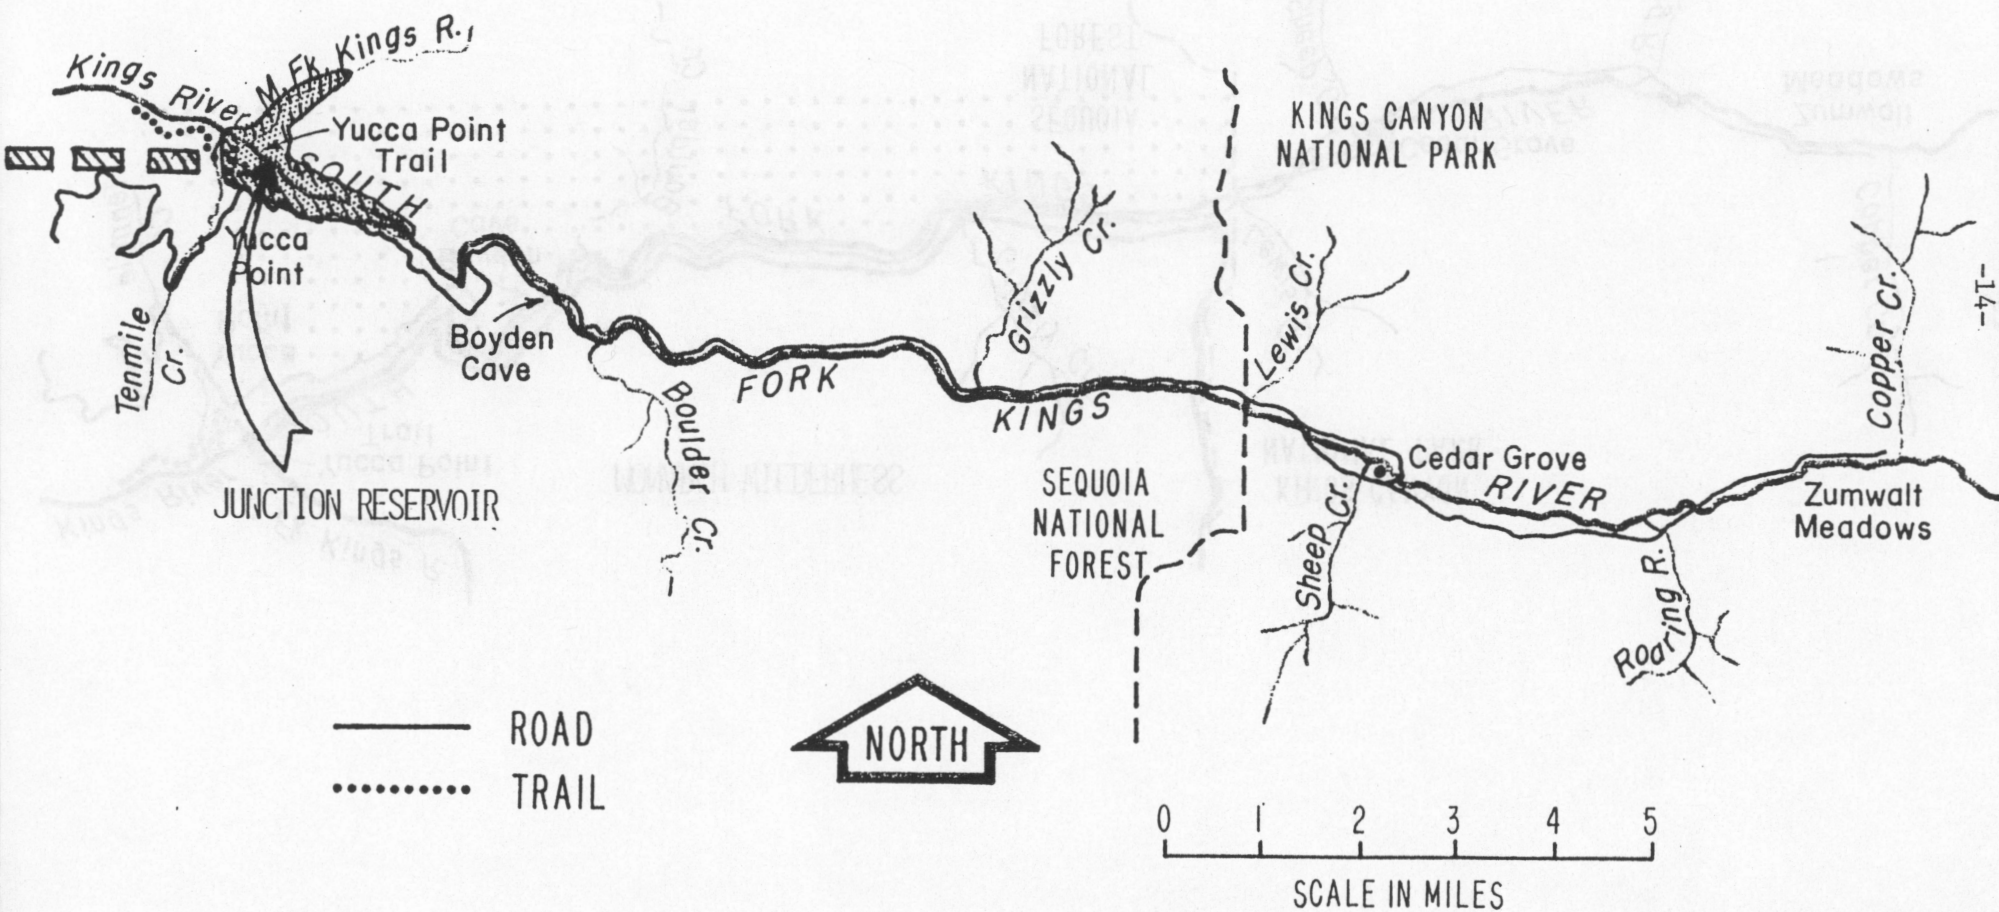 Kings River
M. Fk. Kings R.
Yucca Point
Trail
SOUTH
Yucca
Point
Tenmile
Cr.
JUNCTION RESERVOIR
Boyden
Cave
Boulder Cr.
FORK
Grizzly Cr.
KINGS
KINGS CANYON
NATIONAL PARK
Lewis Cr.
SEQUOIA
NATIONAL
FOREST
Cedar Grove
RIVER
Sheep Cr.
Roaring R.
Copper Cr.
Zumwalt
Meadows
-14-
ROAD
TRAIL
NORTH
0 1 2 3 4 5
SCALE IN MILES